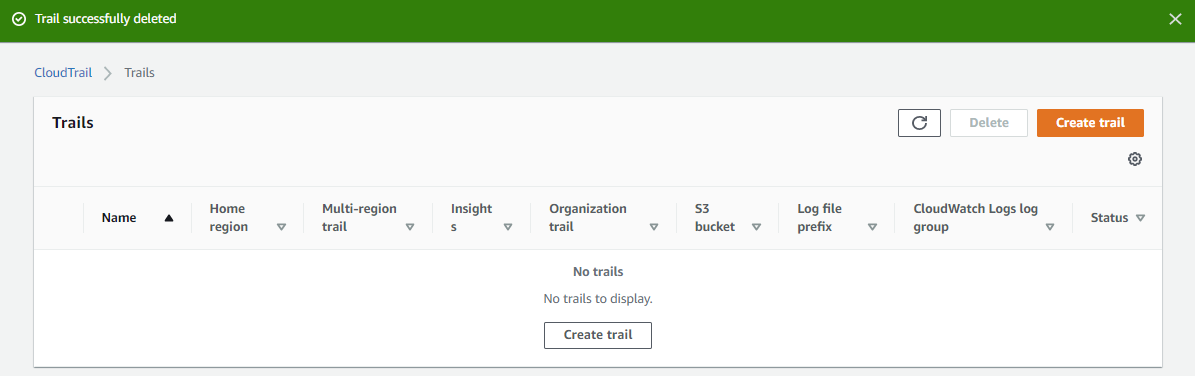 Trail successfully deleted
CloudTrail Trails
Trails Delete Create trail
Name Home region Multi-region trail Insights Organization trail S3 bucket Log file prefix CloudWatch Logs log group Status
No trails
No trails to display.
Create trail